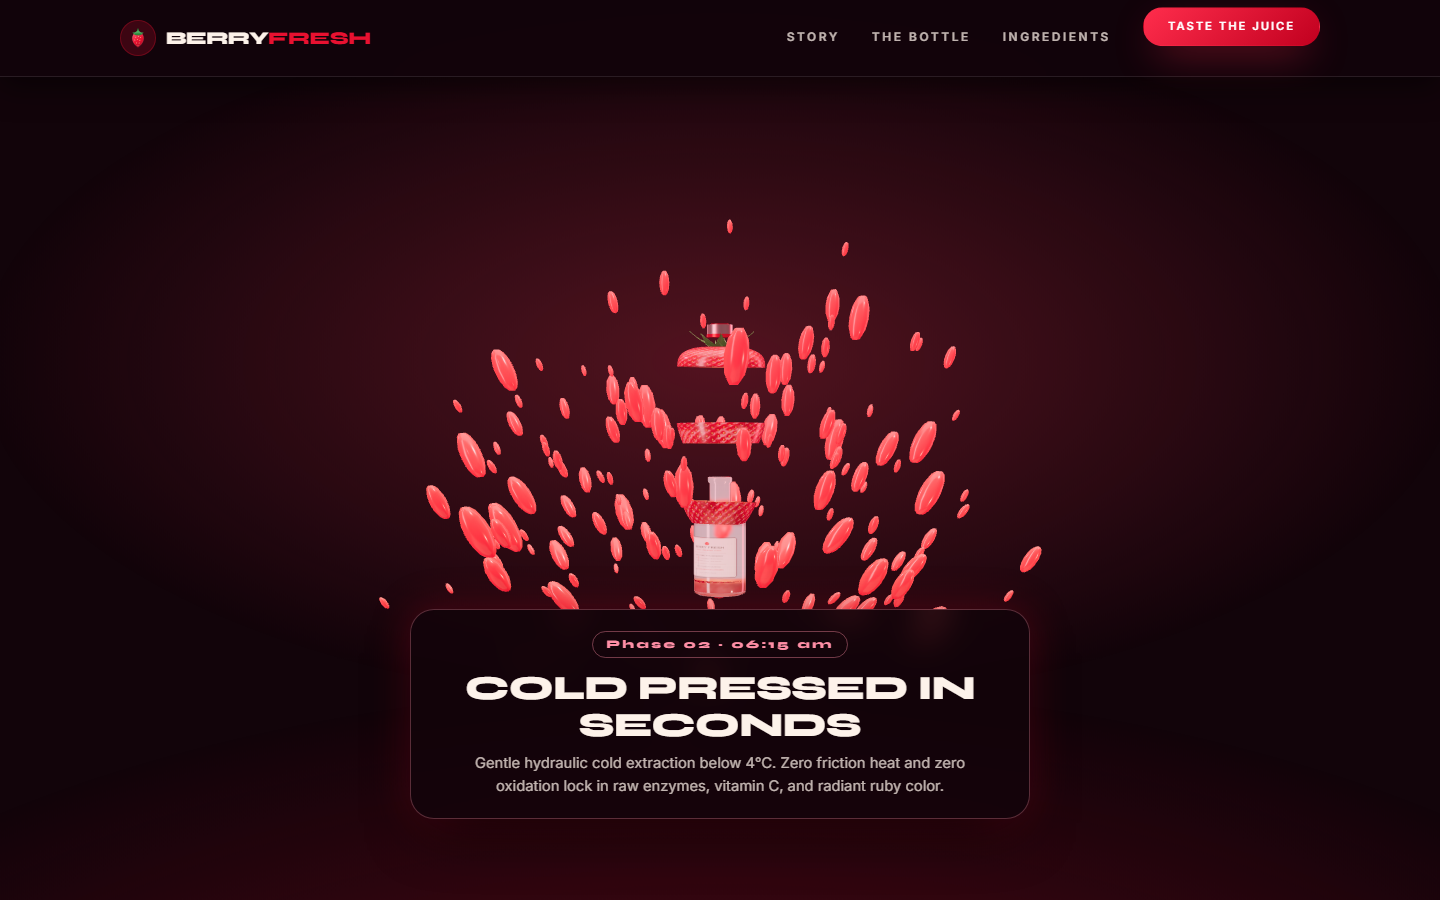 BERRYFRESH
STORY THE BOTTLE INGREDIENTS TASTE THE JUICE
Phase 02 · 06:15 am
COLD PRESSED IN
SECONDS
Gentle hydraulic cold extraction below 4°C. Zero friction heat and zero
oxidation lock in raw enzymes, vitamin C, and radiant ruby color.